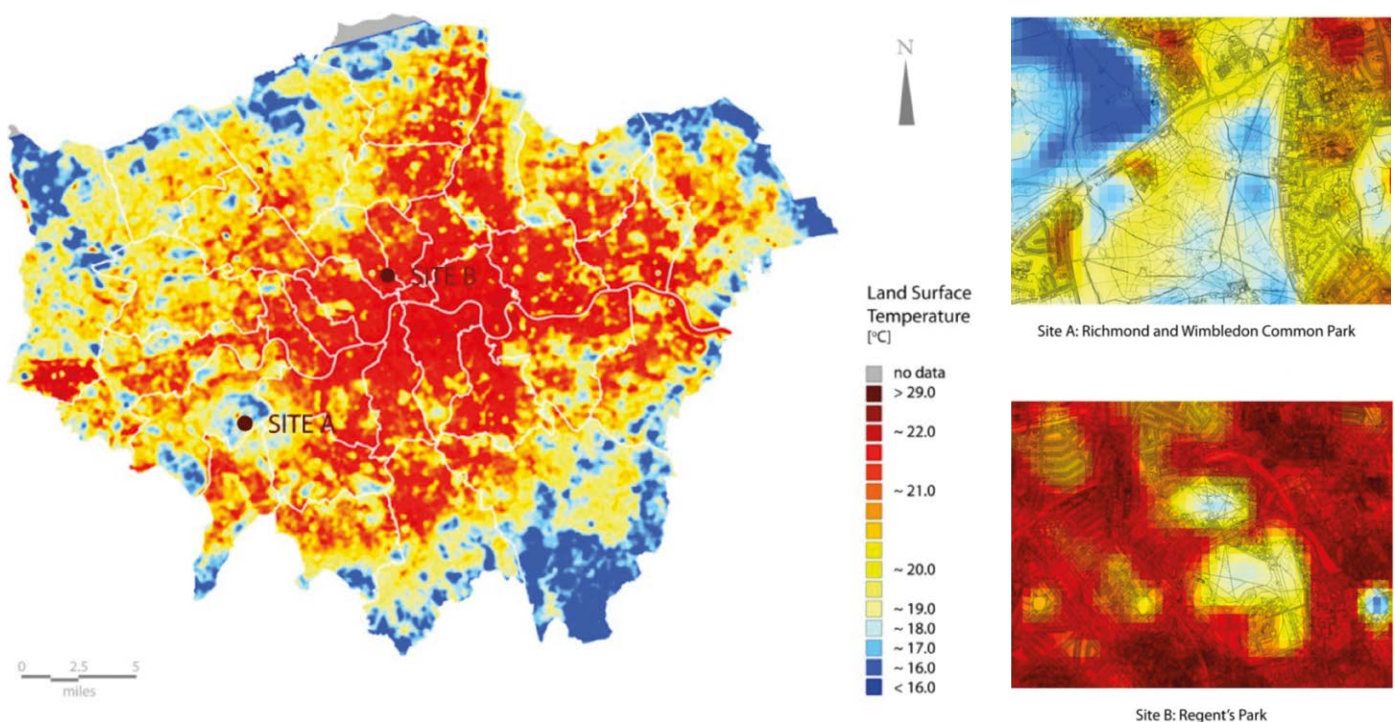 N
SITE B
SITE A
Land Surface
Temperature
[ºC]
no data
> 29.0
~ 22.0
~ 21.0
~ 20.0
~ 19.0
~ 18.0
~ 17.0
~ 16.0
< 16.0
0 2.5 5
miles
Site A: Richmond and Wimbledon Common Park
Site B: Regent's Park